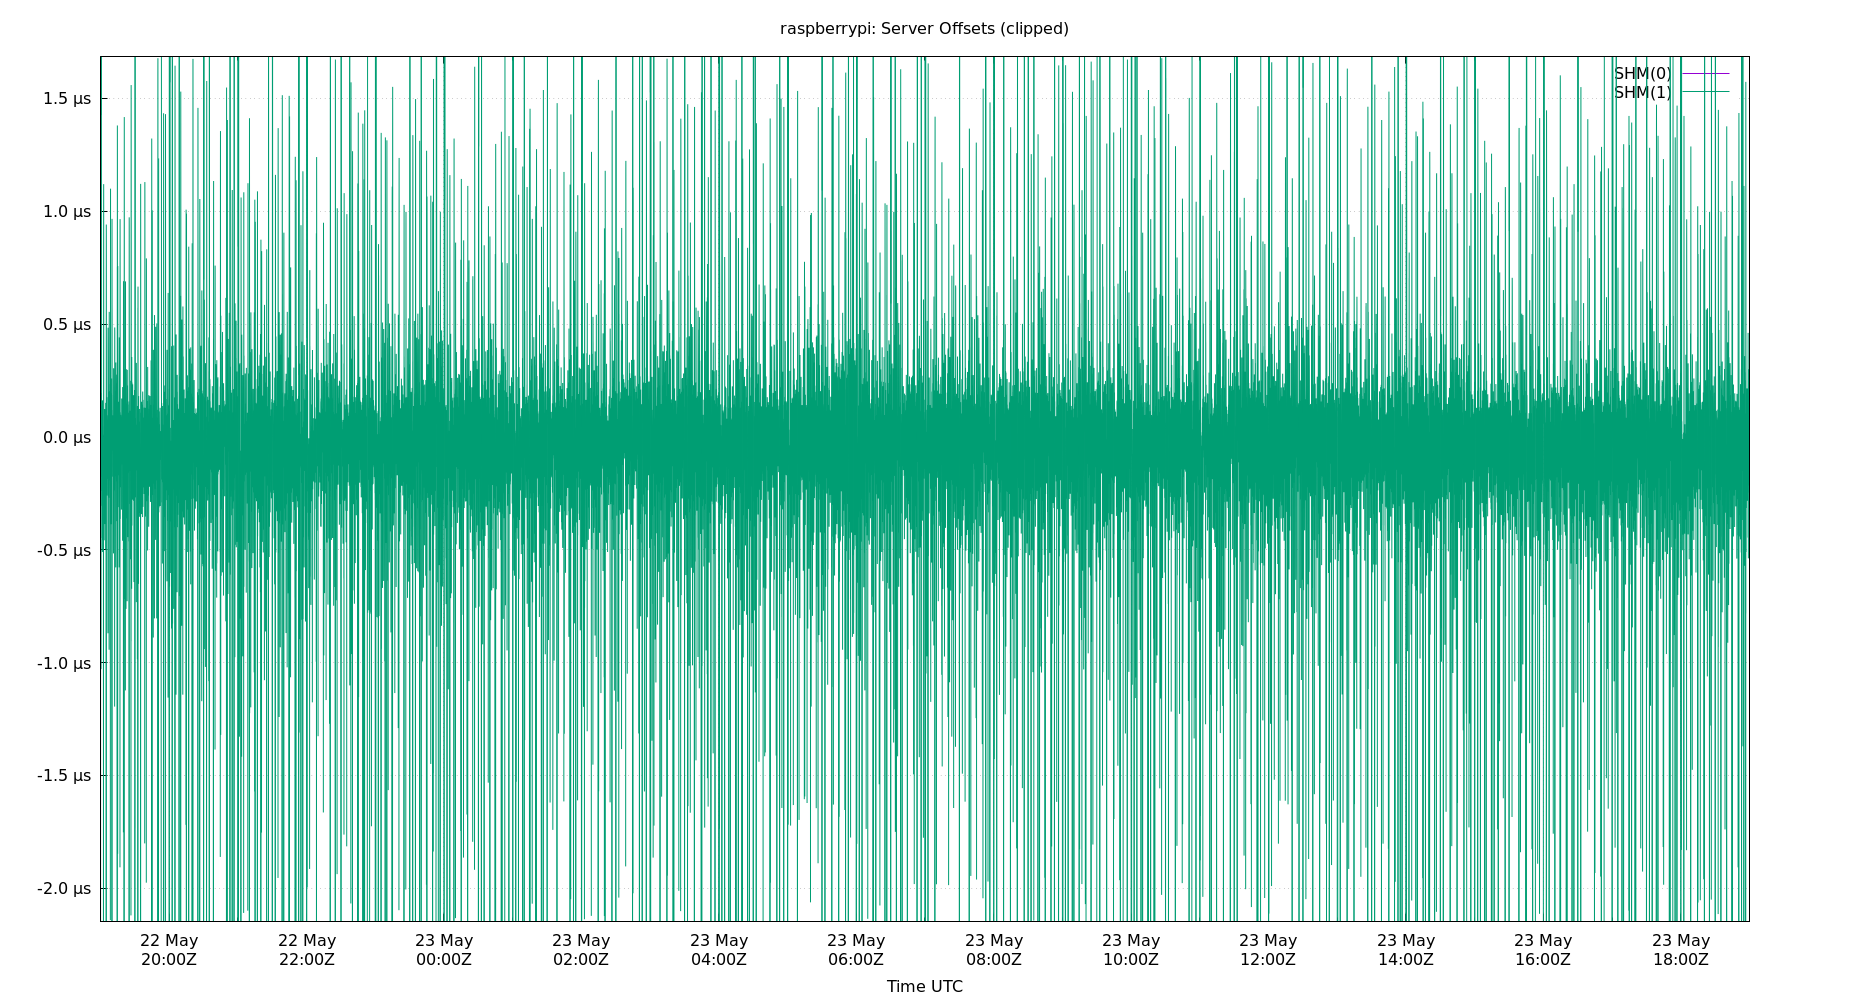 raspberrypi: Server Offsets (clipped)
SHM(0)
SHM(1)
1.5 µs
1.0 µs
0.5 µs
0.0 µs
-0.5 µs
-1.0 µs
-1.5 µs
-2.0 µs
22 May 22 May 23 May 23 May 23 May 23 May 23 May 23 May 23 May 23 May 23 May 23 May
20:00Z 22:00Z 00:00Z 02:00Z 04:00Z 06:00Z 08:00Z 10:00Z 12:00Z 14:00Z 16:00Z 18:00Z
Time UTC